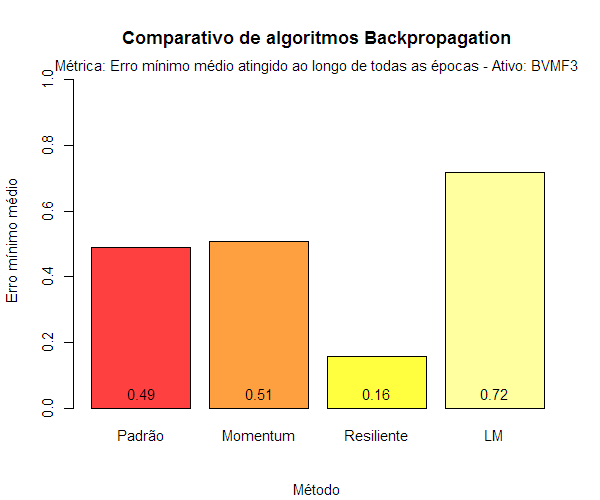 Comparativo de algoritmos Backpropagation
Métrica: Erro mínimo médio atingido ao longo de todas as épocas - Ativo: BVMF3
Erro mínimo médio
1.0
0.8
0.6
0.4
0.2
0.0
0.49
0.51
0.16
0.72
Padrão
Momentum
Resiliente
LM
Método